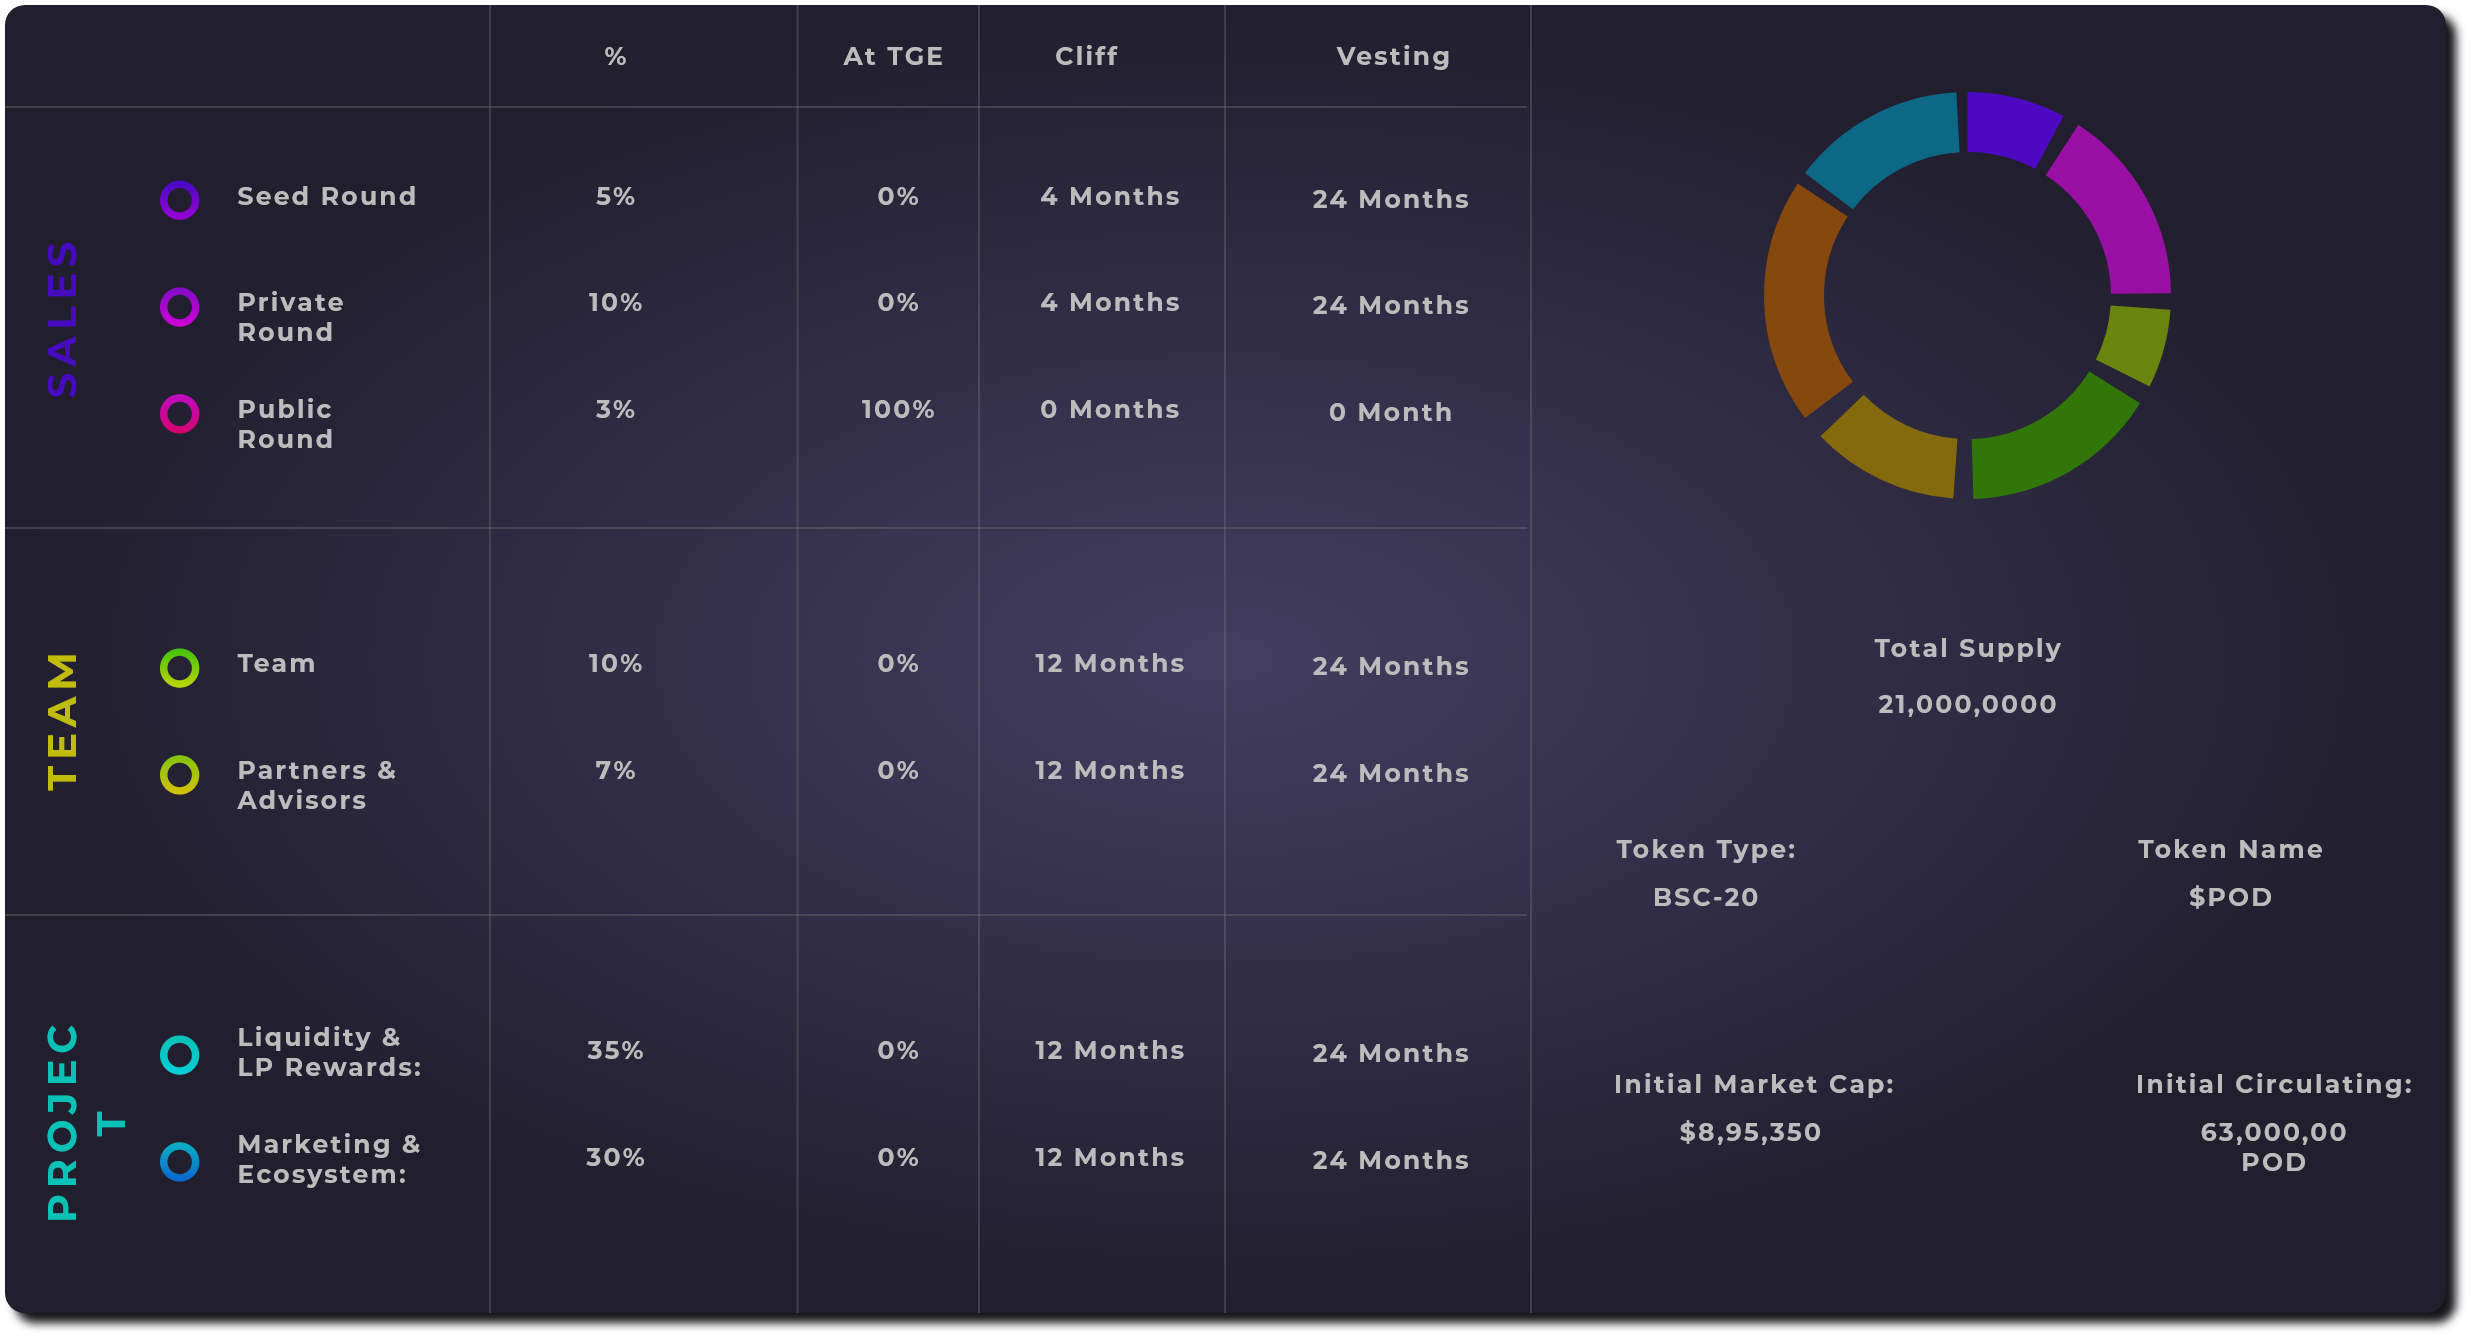 % At TGE Cliff Vesting
SALES
Seed Round 5% 0% 4 Months 24 Months
Private 10% 0% 4 Months 24 Months
Round
Public 3% 100% 0 Months 0 Month
Round
TEAM
Team 10% 0% 12 Months 24 Months
Partners & 7% 0% 12 Months 24 Months
Advisors
PROJEC
T
Liquidity & 35% 0% 12 Months 24 Months
LP Rewards:
Marketing & 30% 0% 12 Months 24 Months
Ecosystem:
Total Supply
21,000,0000
Token Type:
BSC-20
Token Name
$POD
Initial Market Cap:
$8,95,350
Initial Circulating:
63,000,00
POD